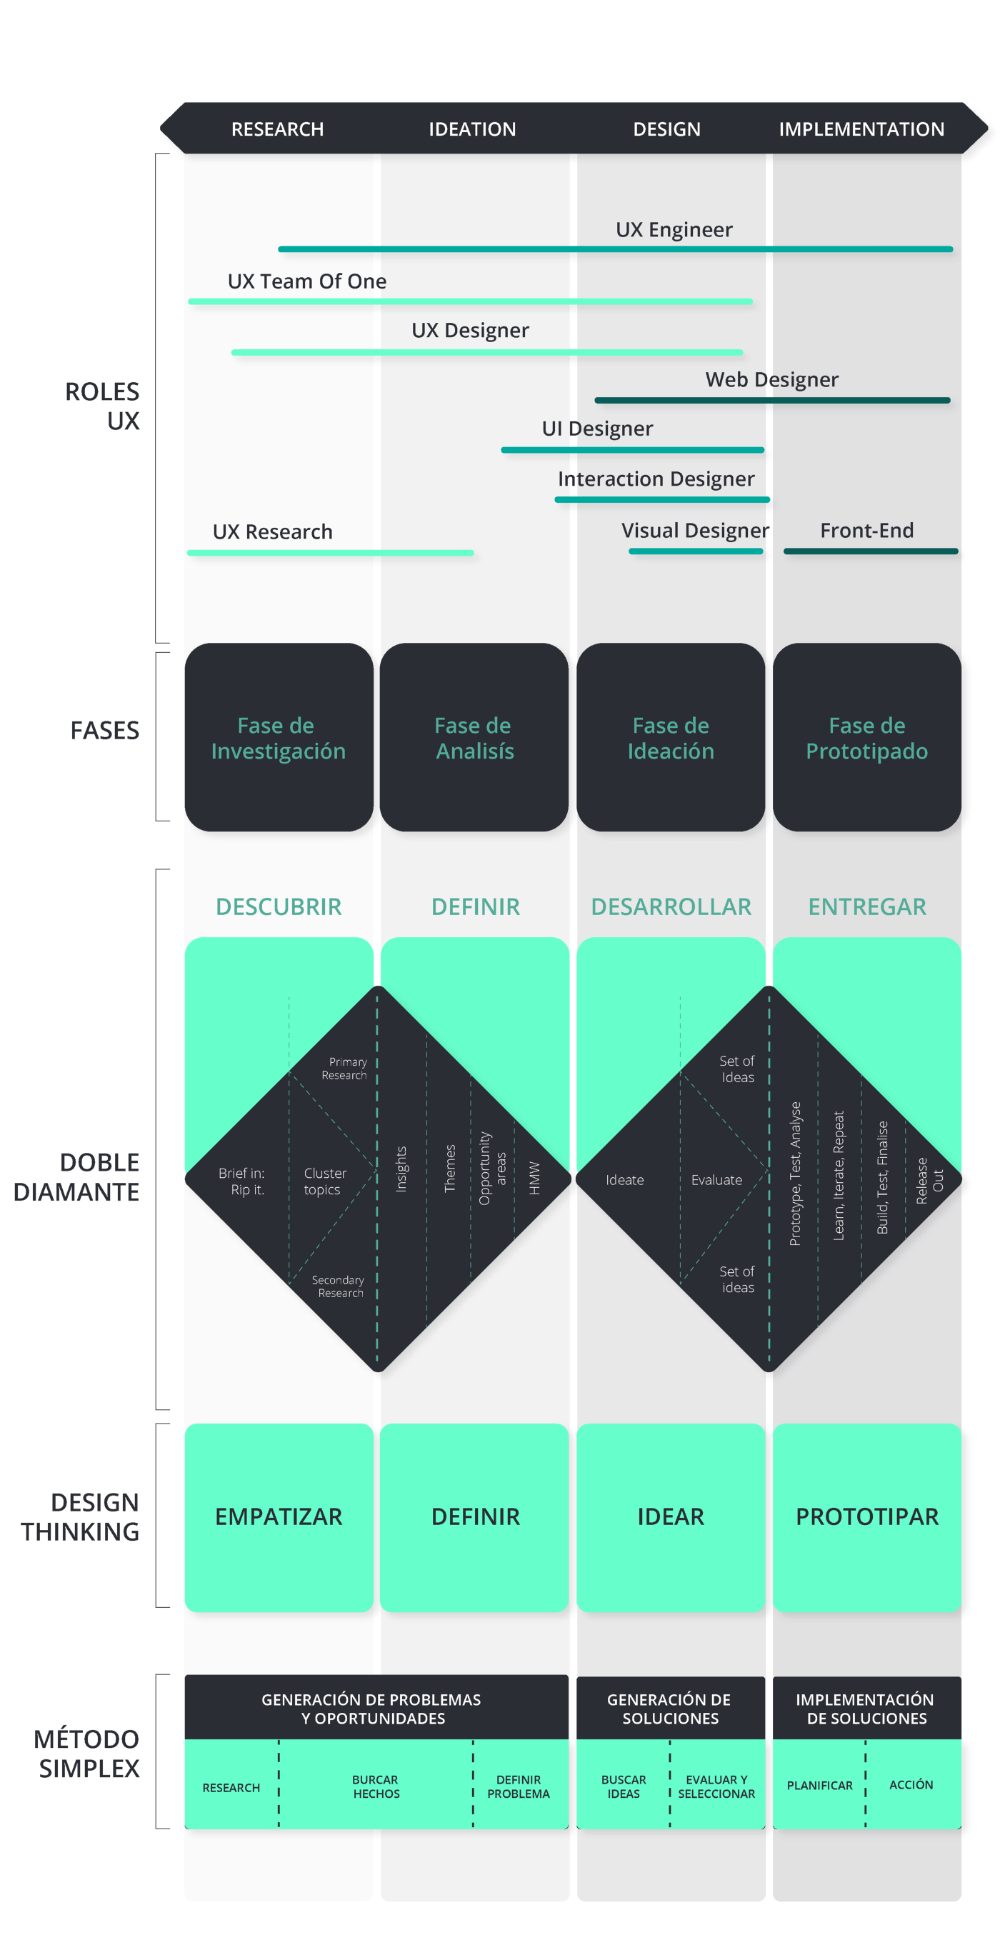 RESEARCH IDEATION DESIGN IMPLEMENTATION
ROLES
UX
UX Engineer
UX Team Of One
UX Designer
Web Designer
UI Designer
Interaction Designer
UX Research
Visual Designer
Front-End
FASES
Fase de
Investigación
Fase de
Analisís
Fase de
Ideación
Fase de
Prototipado
DOBLE
DIAMANTE
DESCUBRIR
DEFINIR
DESARROLLAR
ENTREGAR
Brief in:
Rip it.
Primary
Research
Cluster
topics
Secondary
Research
Insights
Themes
Opportunity
areas
HMW
Ideate
Set of
Ideas
Evaluate
Set of
ideas
Prototype, Test, Analyse
Learn, Iterate, Repeat
Build, Test, Finalise
Release
Out
DESIGN
THINKING
EMPATIZAR
DEFINIR
IDEAR
PROTOTIPAR
MÉTODO
SIMPLEX
GENERACIÓN DE PROBLEMAS
Y OPORTUNIDADES
RESEARCH
BURCAR
HECHOS
DEFINIR
PROBLEMA
GENERACIÓN DE
SOLUCIONES
BUSCAR
IDEAS
EVALUAR Y
SELECCIONAR
IMPLEMENTACIÓN
DE SOLUCIONES
PLANIFICAR
ACCIÓN